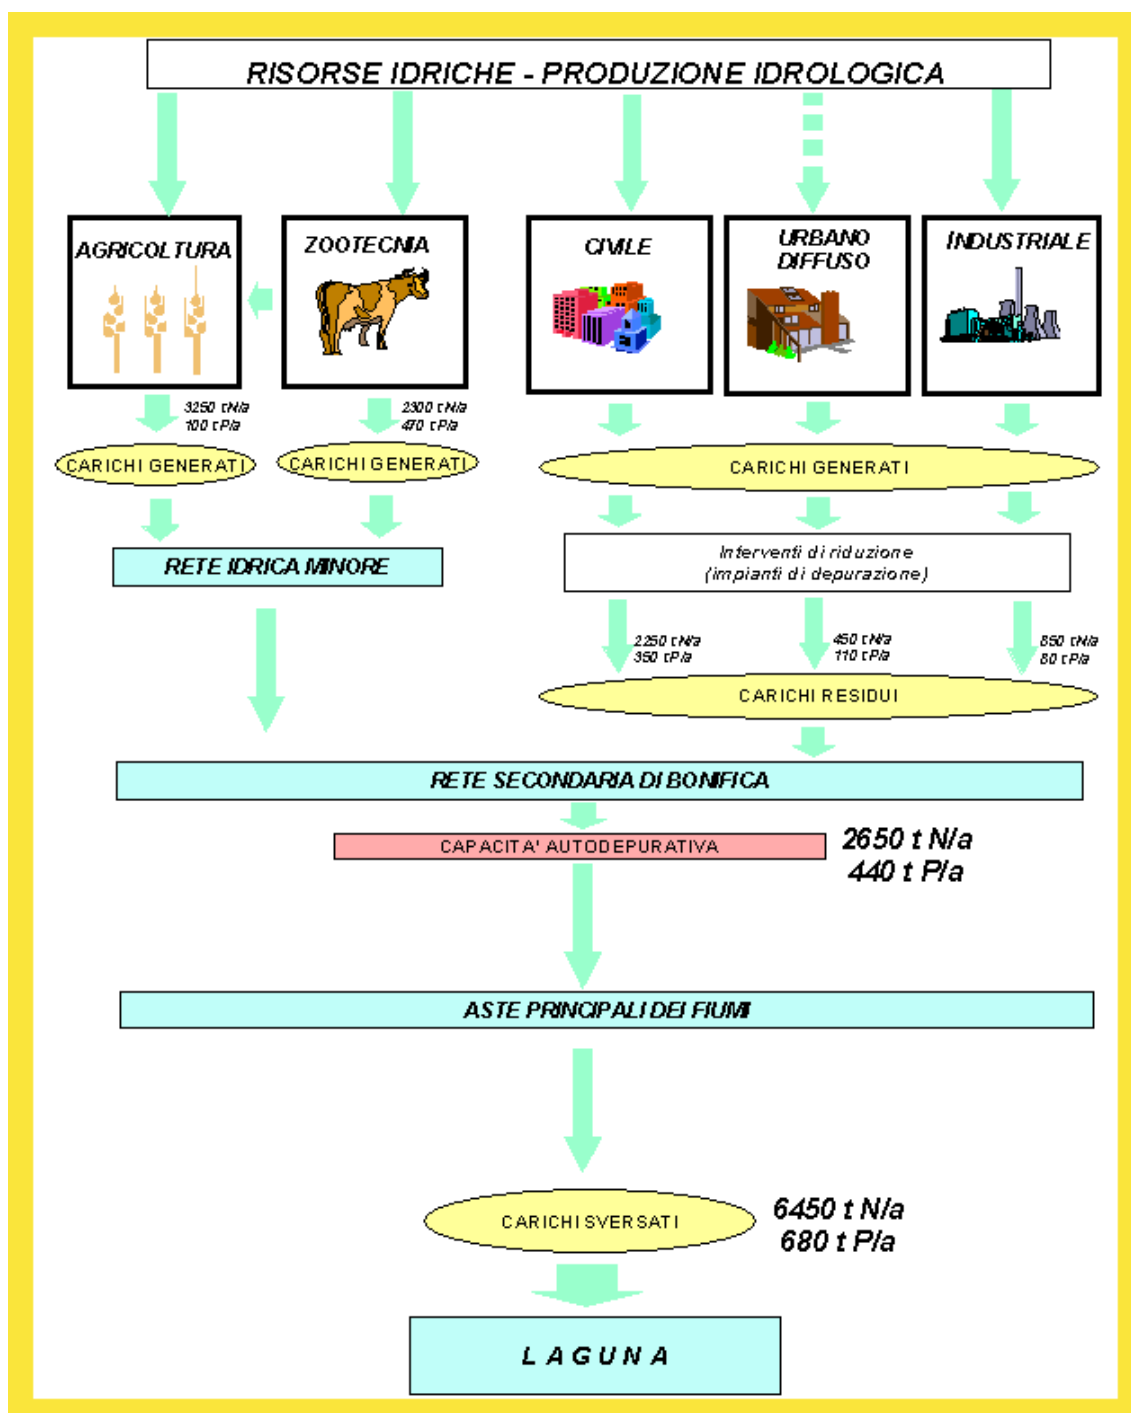 RISORSE IDRICHE - PRODUZIONE IDROLOGICA
AGRICOLTURA
ZOOTECNIA
CIVILE
URBANO
DIFFUSO
INDUSTRIALE
3250 t N/a
100 t P/a
2300 t N/a
470 t P/a
CARICHI GENERATI
CARICHI GENERATI
CARICHI GENERATI
RETE IDRICA MINORE
Interventi di riduzione
(impianti di depurazione)
2250 t N/a
350 t P/a
450 t N/a
110 t P/a
850 t N/a
80 t P/a
CARICHI RESIDUI
RETE SECONDARIA DI BONIFICA
CAPACITA' AUTODEPURATIVA
2650 t N/a
440 t P/a
ASTE PRINCIPALI DEI FIUMI
CARICHI SVERSATI
6450 t N/a
680 t P/a
LAGUNA